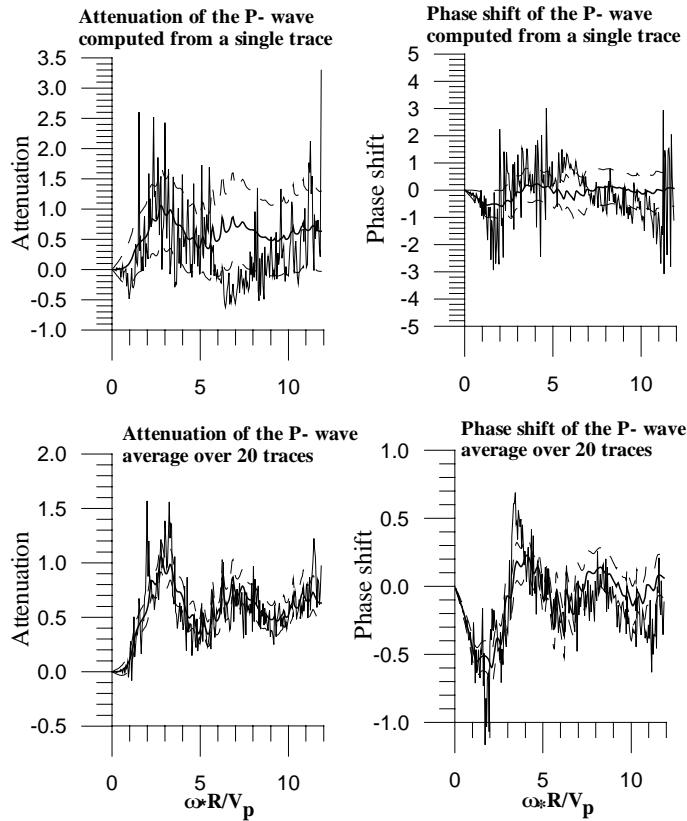 Attenuation of the P- wave
computed from a single trace
3.5
3.0
2.5
2.0
1.5
1.0
0.5
0.0
-0.5
-1.0
Attenuation
0 5 10
Phase shift of the P- wave
computed from a single trace
5
4
3
2
1
0
-1
-2
-3
-4
-5
Phase shift
0 5 10
Attenuation of the P- wave
average over 20 traces
2.0
1.5
1.0
0.5
0.0
-0.5
Attenuation
0 5 10
ω*R/Vp
Phase shift of the P- wave
average over 20 traces
1.0
0.5
0.0
-0.5
-1.0
Phase shift
0 5 10
ω*R/Vp